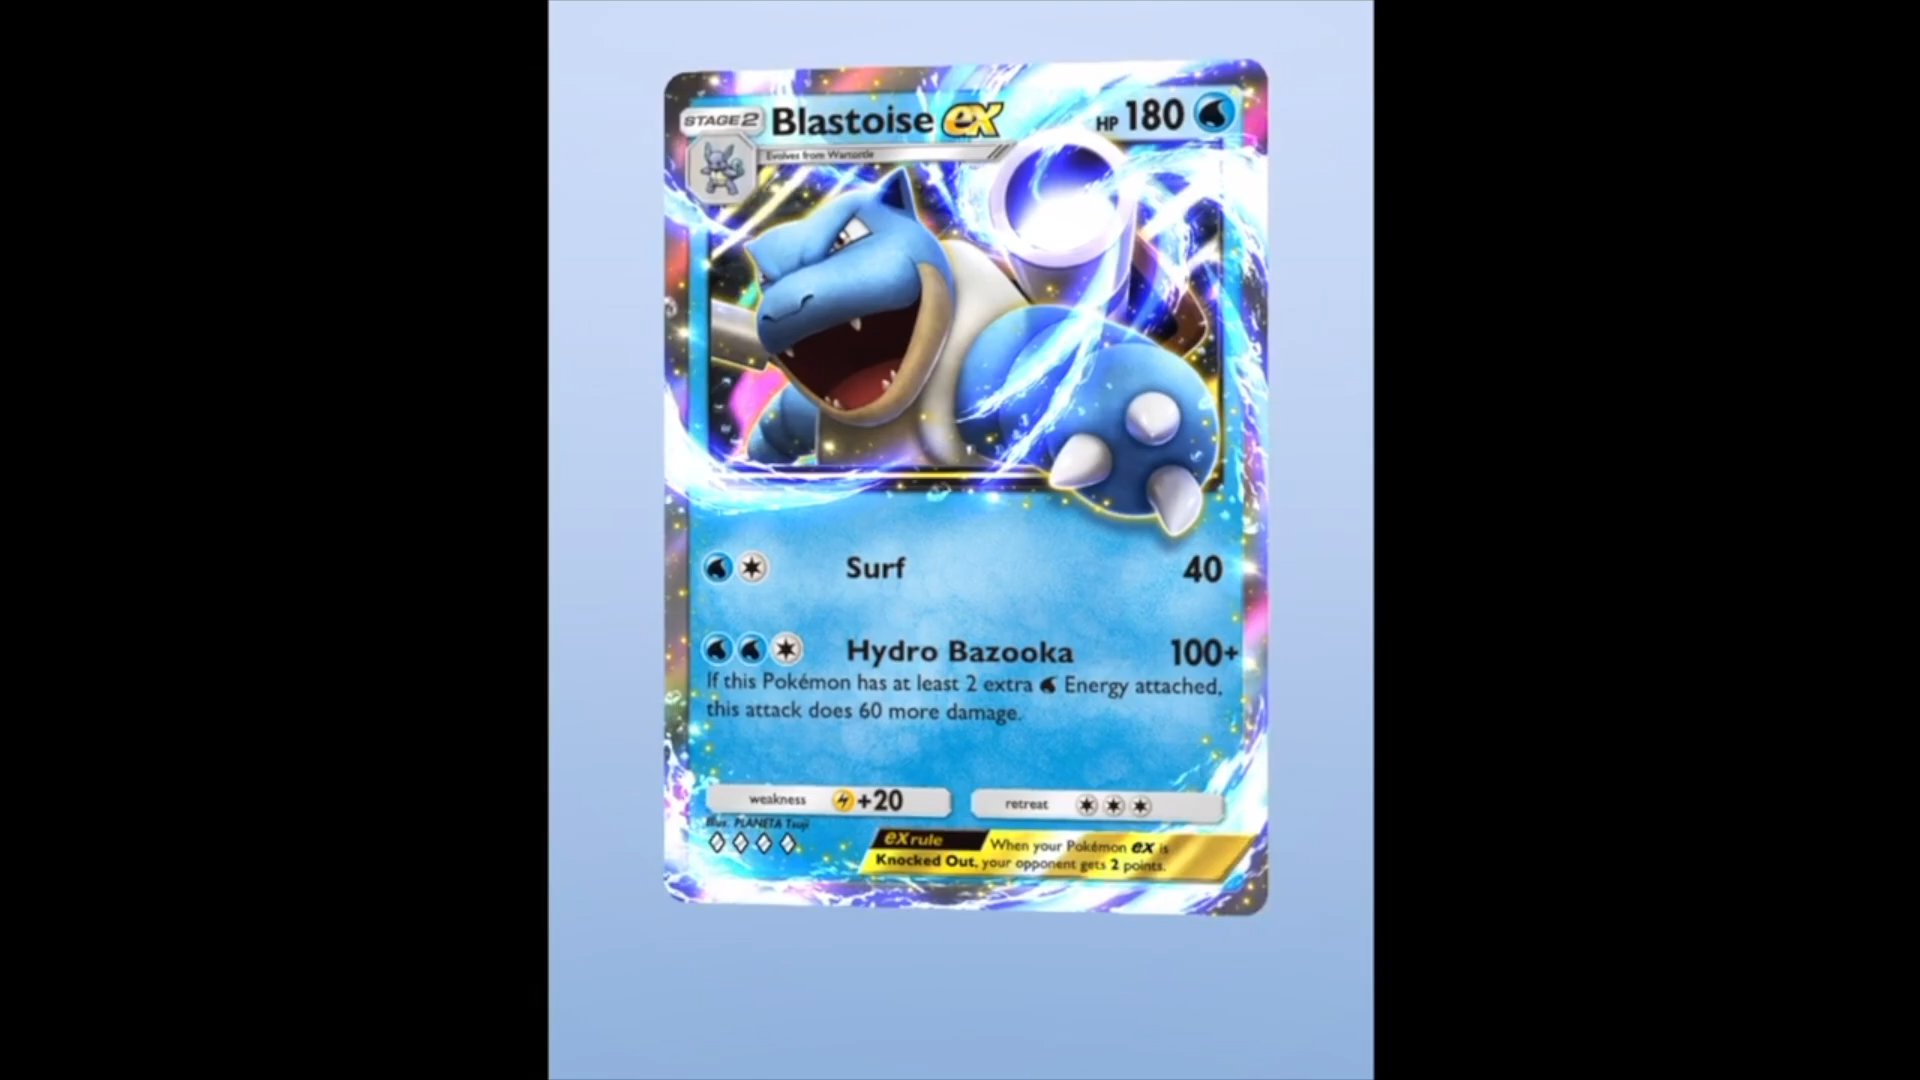 STAGE2 Blastoise ex HP 180
Evolves from Wartortle
Surf 40
Hydro Bazooka 100+
If this Pokémon has at least 2 extra Energy attached,
this attack does 60 more damage.
weakness +20 retreat
Illus. PLANETA Tsuji
ex rule When your Pokémon ex is
Knocked Out, your opponent gets 2 points.